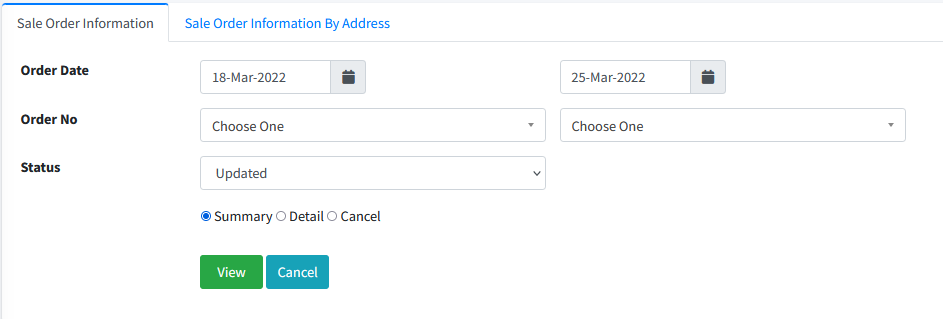 Sale Order Information Sale Order Information By Address
Order Date 18-Mar-2022 25-Mar-2022
Order No Choose One Choose One
Status Updated
Summary Detail Cancel
View Cancel